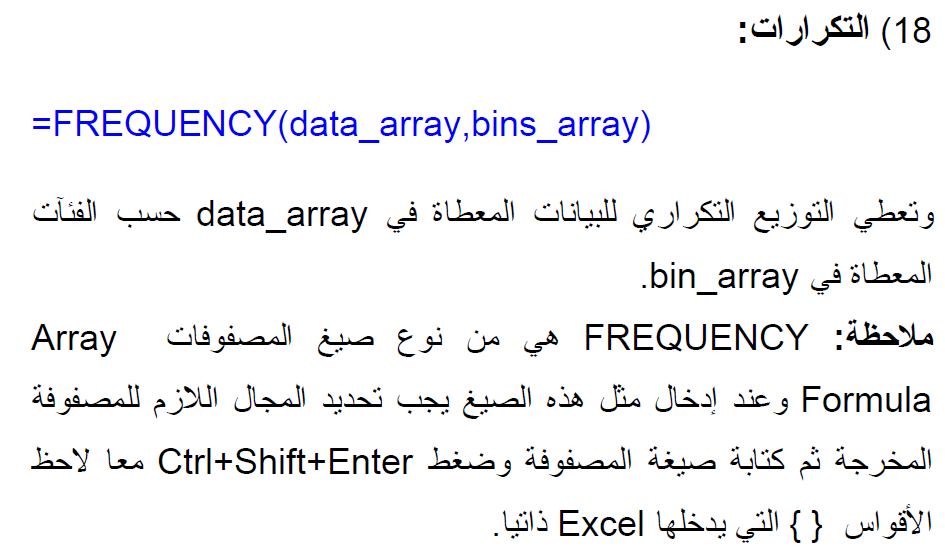 18) التكرارات:
=FREQUENCY(data_array,bins_array)
وتعطي التوزيع التكراري للبيانات المعطاة في data_array حسب الفئآت
المعطاة في bin_array.
ملاحظة: FREQUENCY هي من نوع صيغ المصفوفات Array
Formula وعند إدخال مثل هذه الصيغ يجب تحديد المجال اللازم للمصفوفة
المخرجة ثم كتابة صيغة المصفوفة وضغط Ctrl+Shift+Enter معا لاحظ
الأقواس { } التي يدخلها Excel ذاتيا.